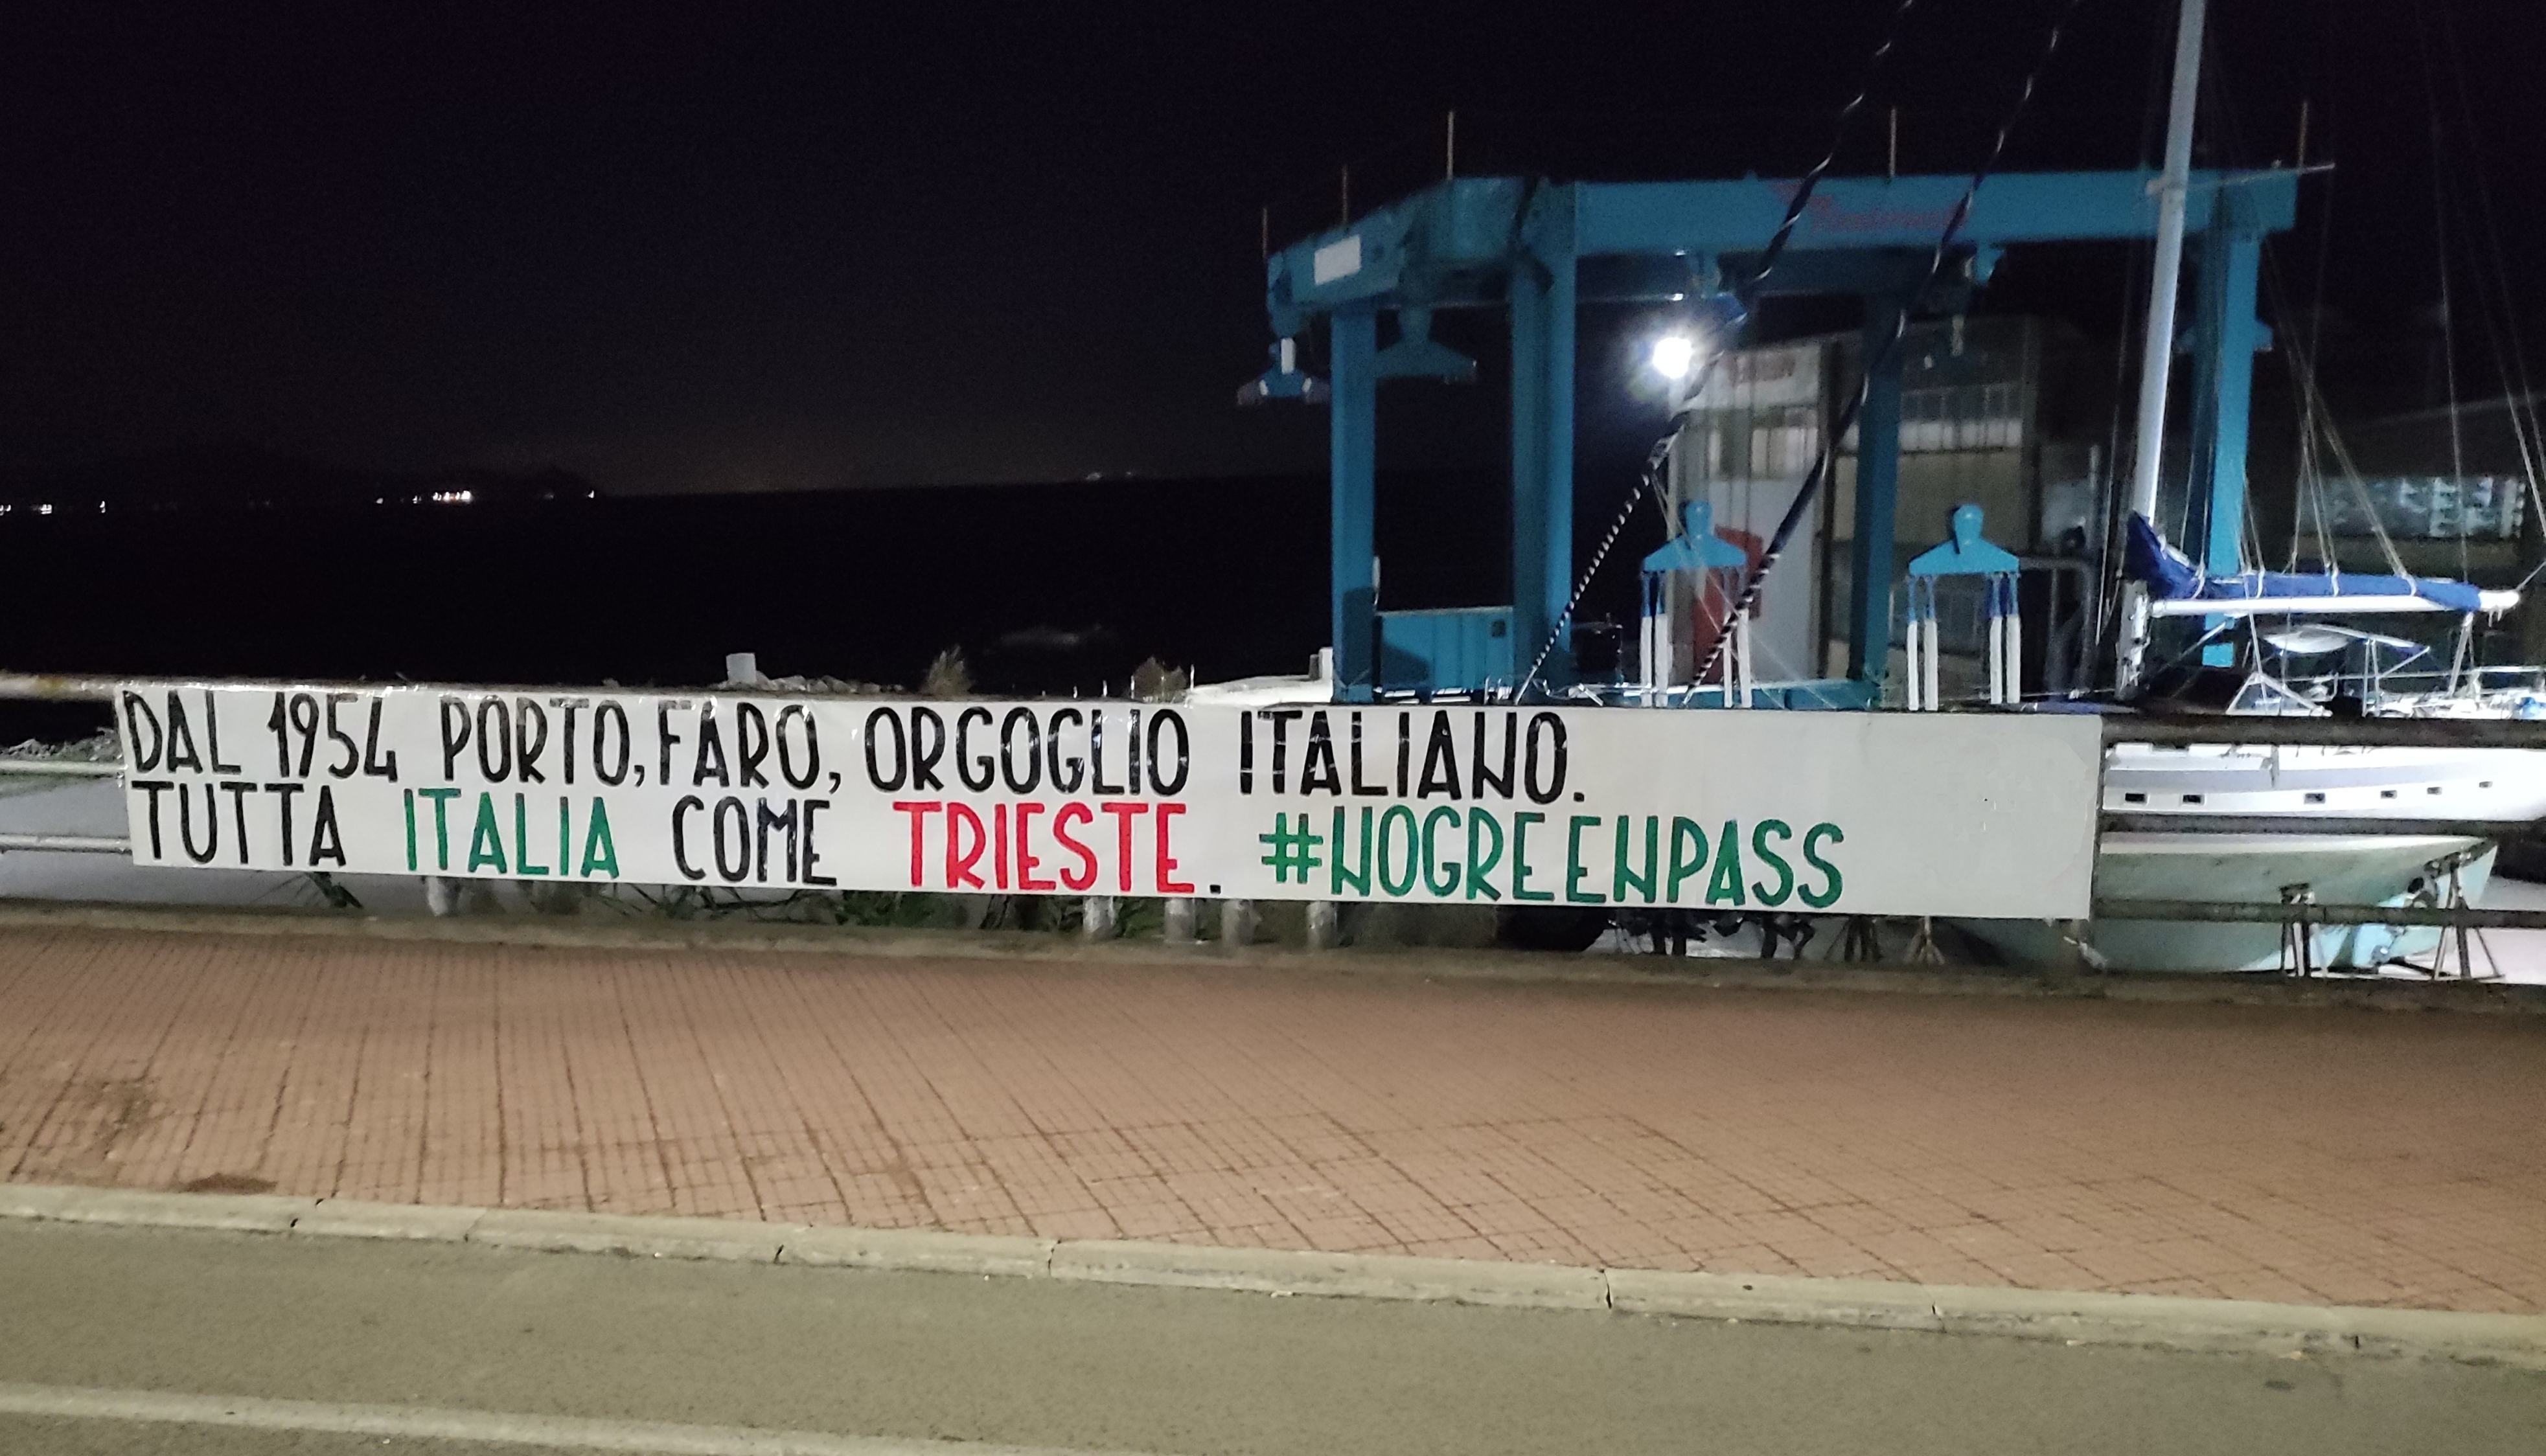 DAL 1954 PORTO, FARO, ORGOGLIO ITALIANO.
TUTTA ITALIA COME TRIESTE. #NOGREENPASS